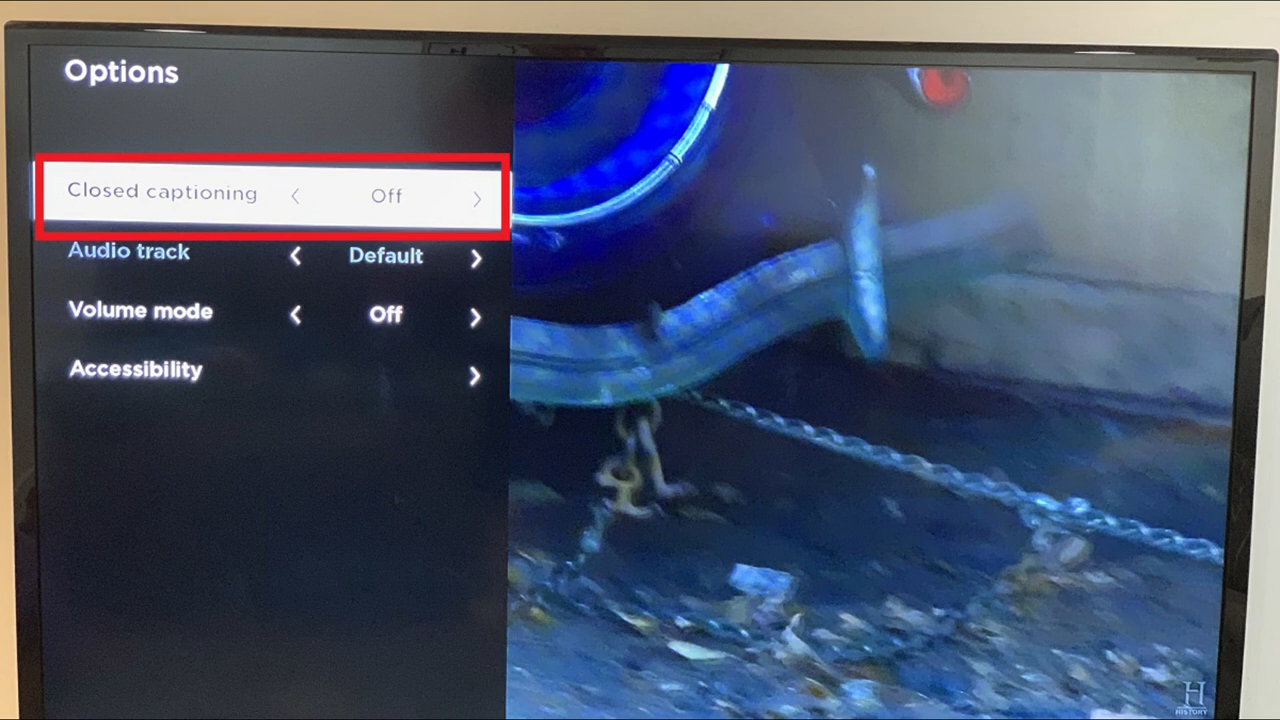 Options
Closed captioning < Off >
Audio track < Default >
Volume mode < Off >
Accessibility >
H
HISTORY